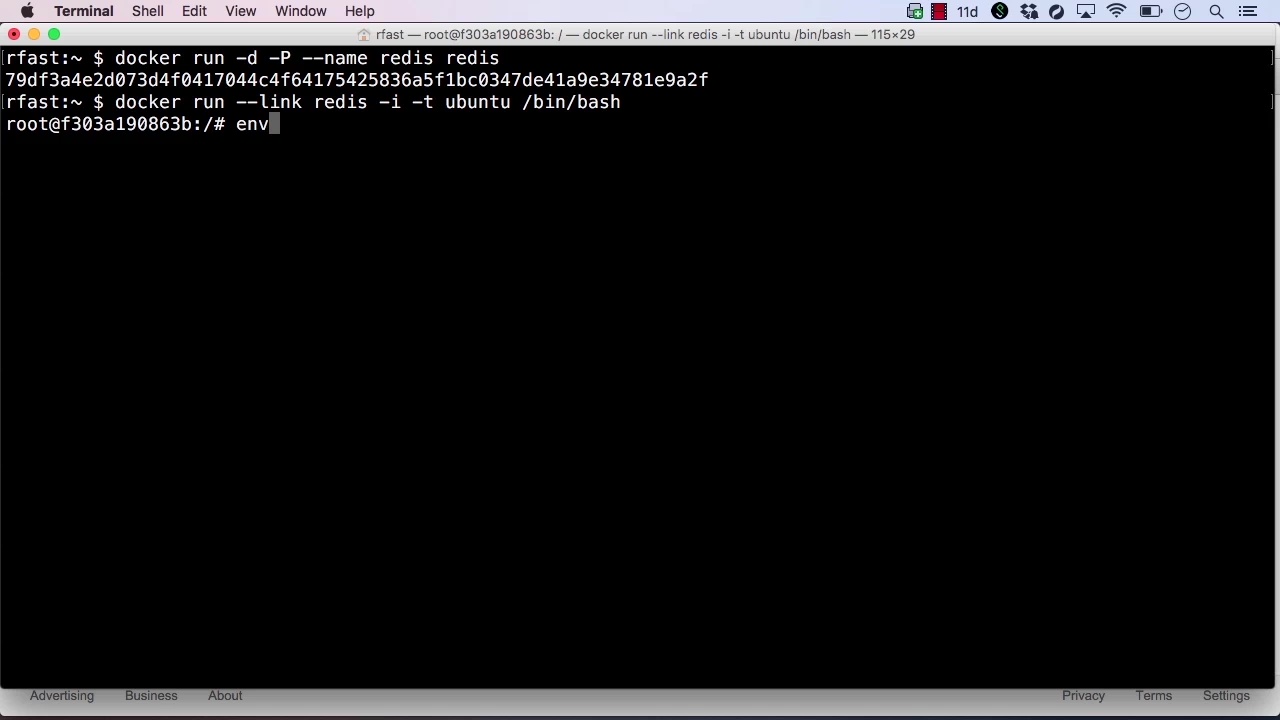 Terminal Shell Edit View Window Help 11d
rfast — root@f303a190863b: / — docker run --link redis -i -t ubuntu /bin/bash — 115×29
[rfast:~ $ docker run -d -P --name redis redis ]
79df3a4e2d073d4f0417044c4f64175425836a5f1bc0347de41a9e34781e9a2f
[rfast:~ $ docker run --link redis -i -t ubuntu /bin/bash ]
root@f303a190863b:/# env
Advertising Business About Privacy Terms Settings